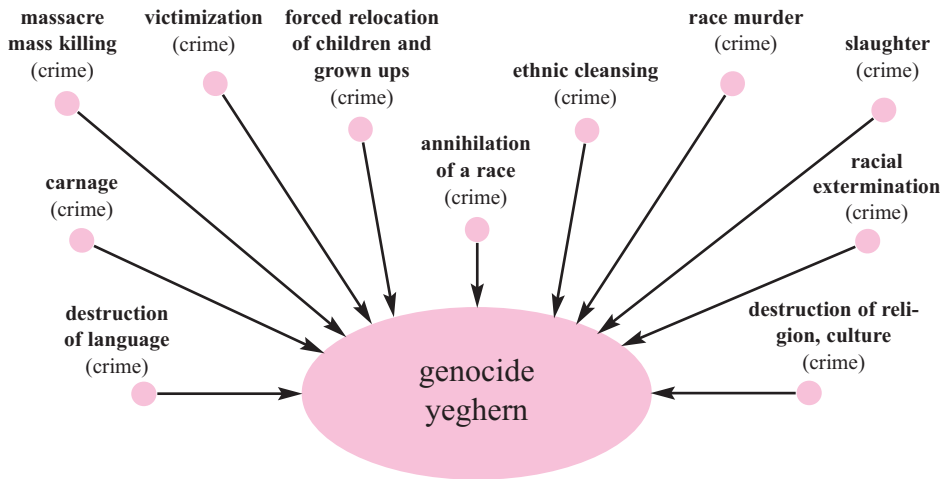 massacre
mass killing
(crime)
victimization
(crime)
forced relocation
of children and
grown ups
(crime)
ethnic cleansing
(crime)
race murder
(crime)
slaughter
(crime)
carnage
(crime)
annihilation
of a race
(crime)
racial
extermination
(crime)
destruction
of language
(crime)
destruction of reli-
gion, culture
(crime)
genocide
yeghern